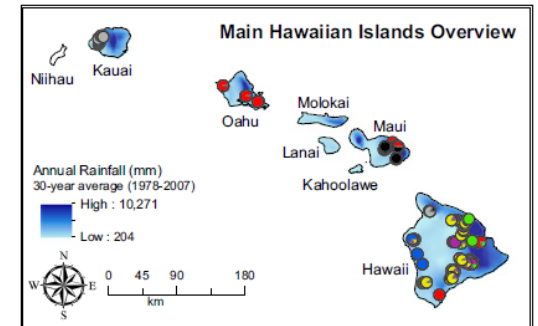 Main Hawaiian Islands Overview
Niihau
Kauai
Oahu
Molokai
Maui
Lanai
Kahoolawe
Annual Rainfall (mm)
30-year average (1978-2007)
High : 10,271
Low : 204
N
W E
S
0 45 90 180
km
Hawaii